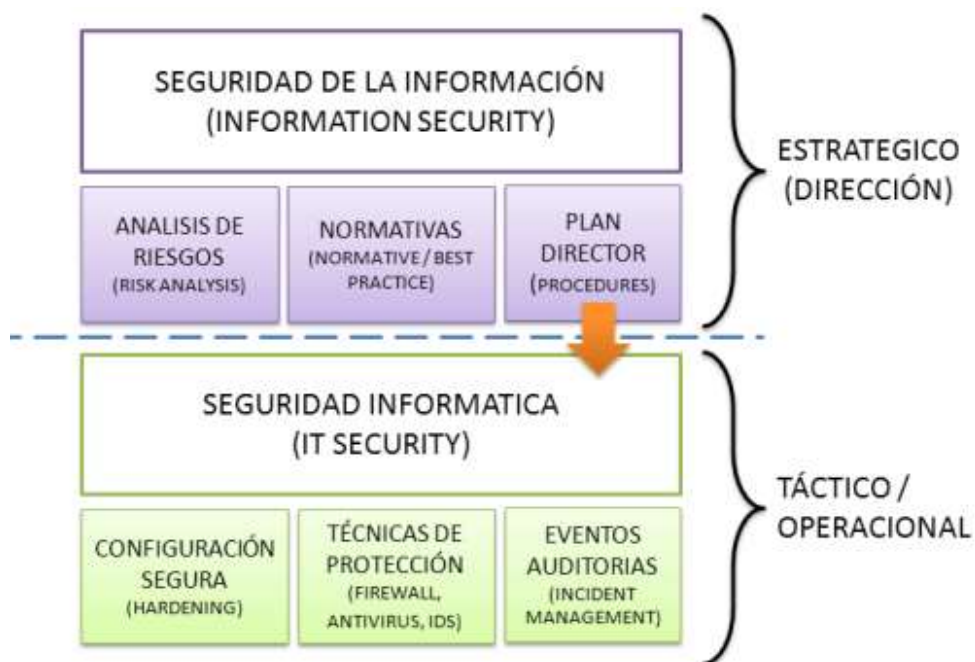 SEGURIDAD DE LA INFORMACIÓN
(INFORMATION SECURITY)
ANALISIS DE
RIESGOS
(RISK ANALYSIS)
NORMATIVAS
(NORMATIVE / BEST
PRACTICE)
PLAN
DIRECTOR
(PROCEDURES)
ESTRATEGICO
(DIRECCIÓN)
SEGURIDAD INFORMATICA
(IT SECURITY)
CONFIGURACIÓN
SEGURA
(HARDENING)
TÉCNICAS DE
PROTECCIÓN
(FIREWALL,
ANTIVIRUS, IDS)
EVENTOS
AUDITORIAS
(INCIDENT
MANAGEMENT)
TÁCTICO /
OPERACIONAL